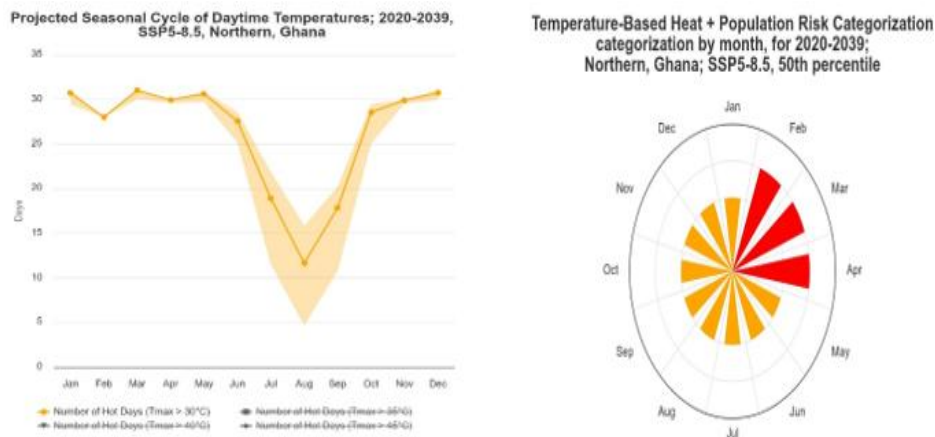 Projected Seasonal Cycle of Daytime Temperatures; 2020-2039,
SSP5-8.5, Northern, Ghana
35
30
25
20
15
10
5
0
Days
Jan Feb Mar Apr May Jun Jul Aug Sep Oct Nov Dec
Number of Hot Days (Tmax > 30°C)
Number of Hot Days (Tmax > 35°C)
Number of Hot Days (Tmax > 40°C)
Number of Hot Days (Tmax > 45°C)
Temperature-Based Heat + Population Risk Categorization
categorization by month, for 2020-2039;
Northern, Ghana; SSP5-8.5, 50th percentile
Jan
Feb
Mar
Apr
May
Jun
Jul
Aug
Sep
Oct
Nov
Dec